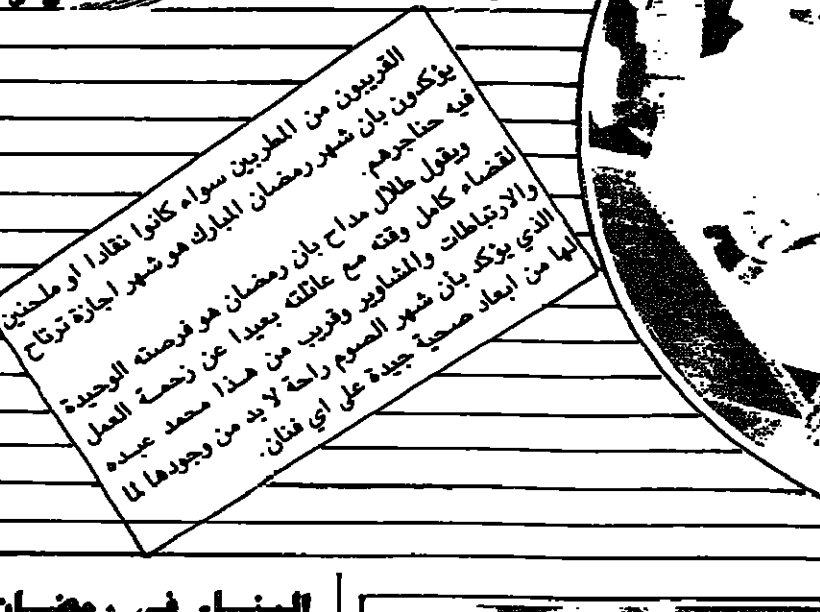 القريبون من المطربين سواء كانوا نقادا او ملحنين
يؤكدون بان شهر رمضان المبارك هو شهر اجازة ترتاح
فيه حناجرهم.
ويقول طلال مداح بان رمضان هو فرصته الوحيدة
لقضاء كامل وقته مع عائلته بعيدا عن زحمة العمل
والارتباطات والمشاوير وقريب من هذا محمد عبده
الذي يؤكد بأن شهر الصوم راحة لا بد من وجودها لما
لها من ابعاد صحية جيدة على اي فنان.
في رمضان